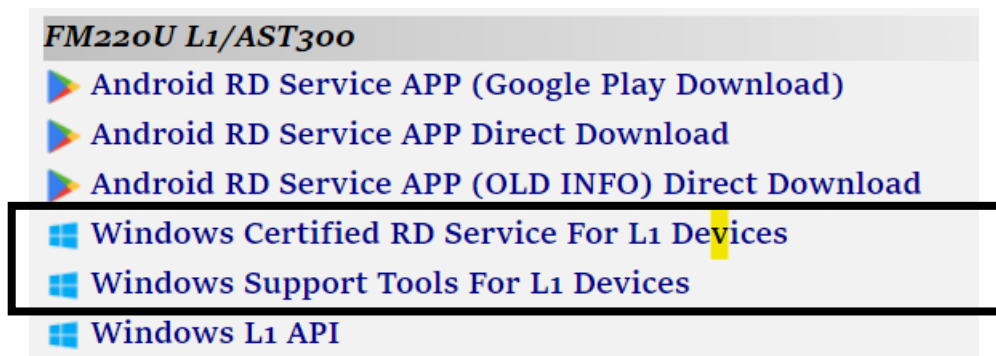 FM220U L1/AST300
Android RD Service APP (Google Play Download)
Android RD Service APP Direct Download
Android RD Service APP (OLD INFO) Direct Download
Windows Certified RD Service For L1 Devices
Windows Support Tools For L1 Devices
Windows L1 API